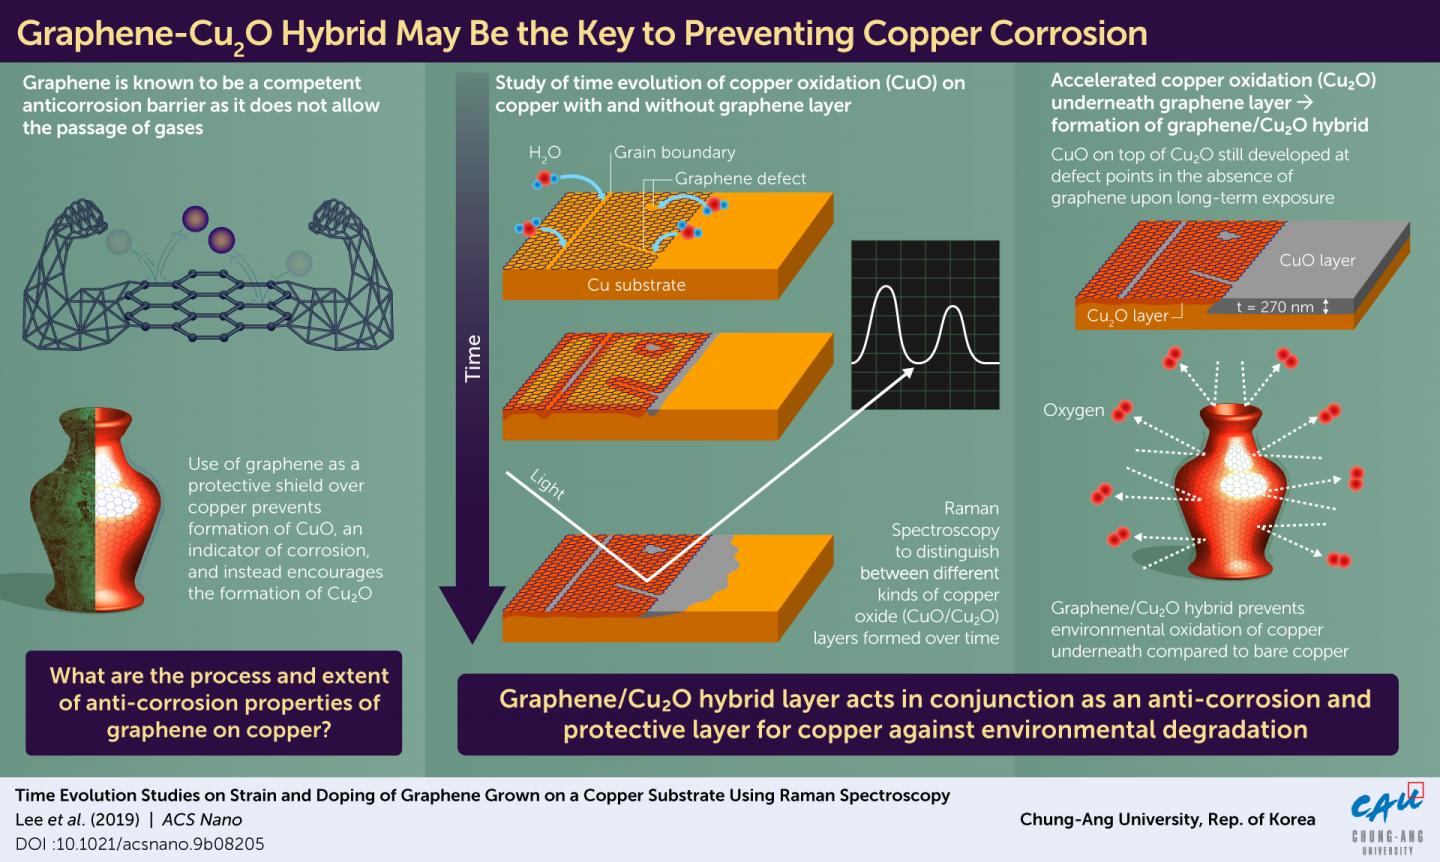 Graphene-Cu₂O Hybrid May Be the Key to Preventing Copper Corrosion
Graphene is known to be a competent
anticorrosion barrier as it does not allow
the passage of gases
Use of graphene as a
protective shield over
copper prevents
formation of CuO, an
indicator of corrosion,
and instead encourages
the formation of Cu₂O
What are the process and extent
of anti-corrosion properties of
graphene on copper?
Study of time evolution of copper oxidation (CuO) on
copper with and without graphene layer
Time
H₂O
Grain boundary
Graphene defect
Cu substrate
Light
Raman
Spectroscopy
to distinguish
between different
kinds of copper
oxide (CuO/Cu₂O)
layers formed over time
Accelerated copper oxidation (Cu₂O)
underneath graphene layer →
formation of graphene/Cu₂O hybrid
CuO on top of Cu₂O still developed at
defect points in the absence of
graphene upon long-term exposure
CuO layer
t = 270 nm
Cu₂O layer
Oxygen
Graphene/Cu₂O hybrid prevents
environmental oxidation of copper
underneath compared to bare copper
Graphene/Cu₂O hybrid layer acts in conjunction as an anti-corrosion and
protective layer for copper against environmental degradation
Time Evolution Studies on Strain and Doping of Graphene Grown on a Copper Substrate Using Raman Spectroscopy
Lee et al. (2019) | ACS Nano
DOI :10.1021/acsnano.9b08205
Chung-Ang University, Rep. of Korea
CAU
CHUNG-ANG
UNIVERSITY